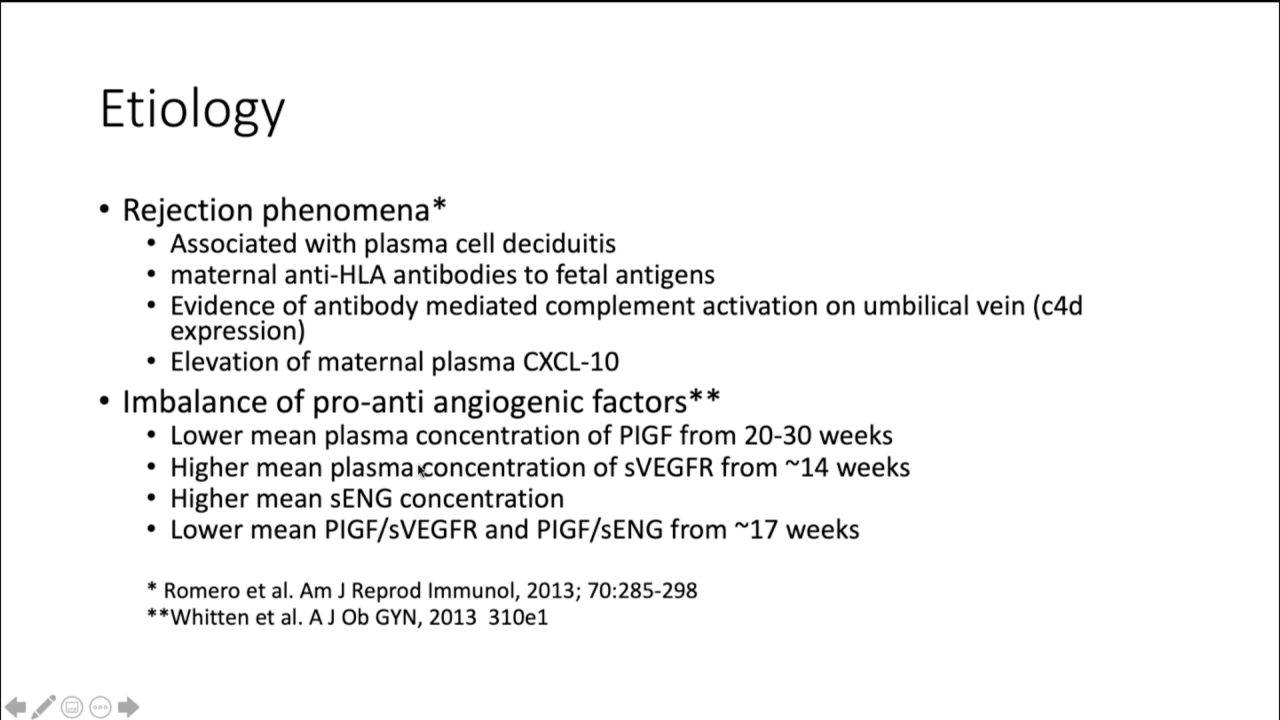 Etiology
• Rejection phenomena*
• Associated with plasma cell deciduitis
• maternal anti-HLA antibodies to fetal antigens
• Evidence of antibody mediated complement activation on umbilical vein (c4d
expression)
• Elevation of maternal plasma CXCL-10
• Imbalance of pro-anti angiogenic factors**
• Lower mean plasma concentration of PIGF from 20-30 weeks
• Higher mean plasma concentration of sVEGFR from ~14 weeks
• Higher mean sENG concentration
• Lower mean PIGF/sVEGFR and PIGF/sENG from ~17 weeks
* Romero et al. Am J Reprod Immunol, 2013; 70:285-298
**Whitten et al. A J Ob GYN, 2013  310e1